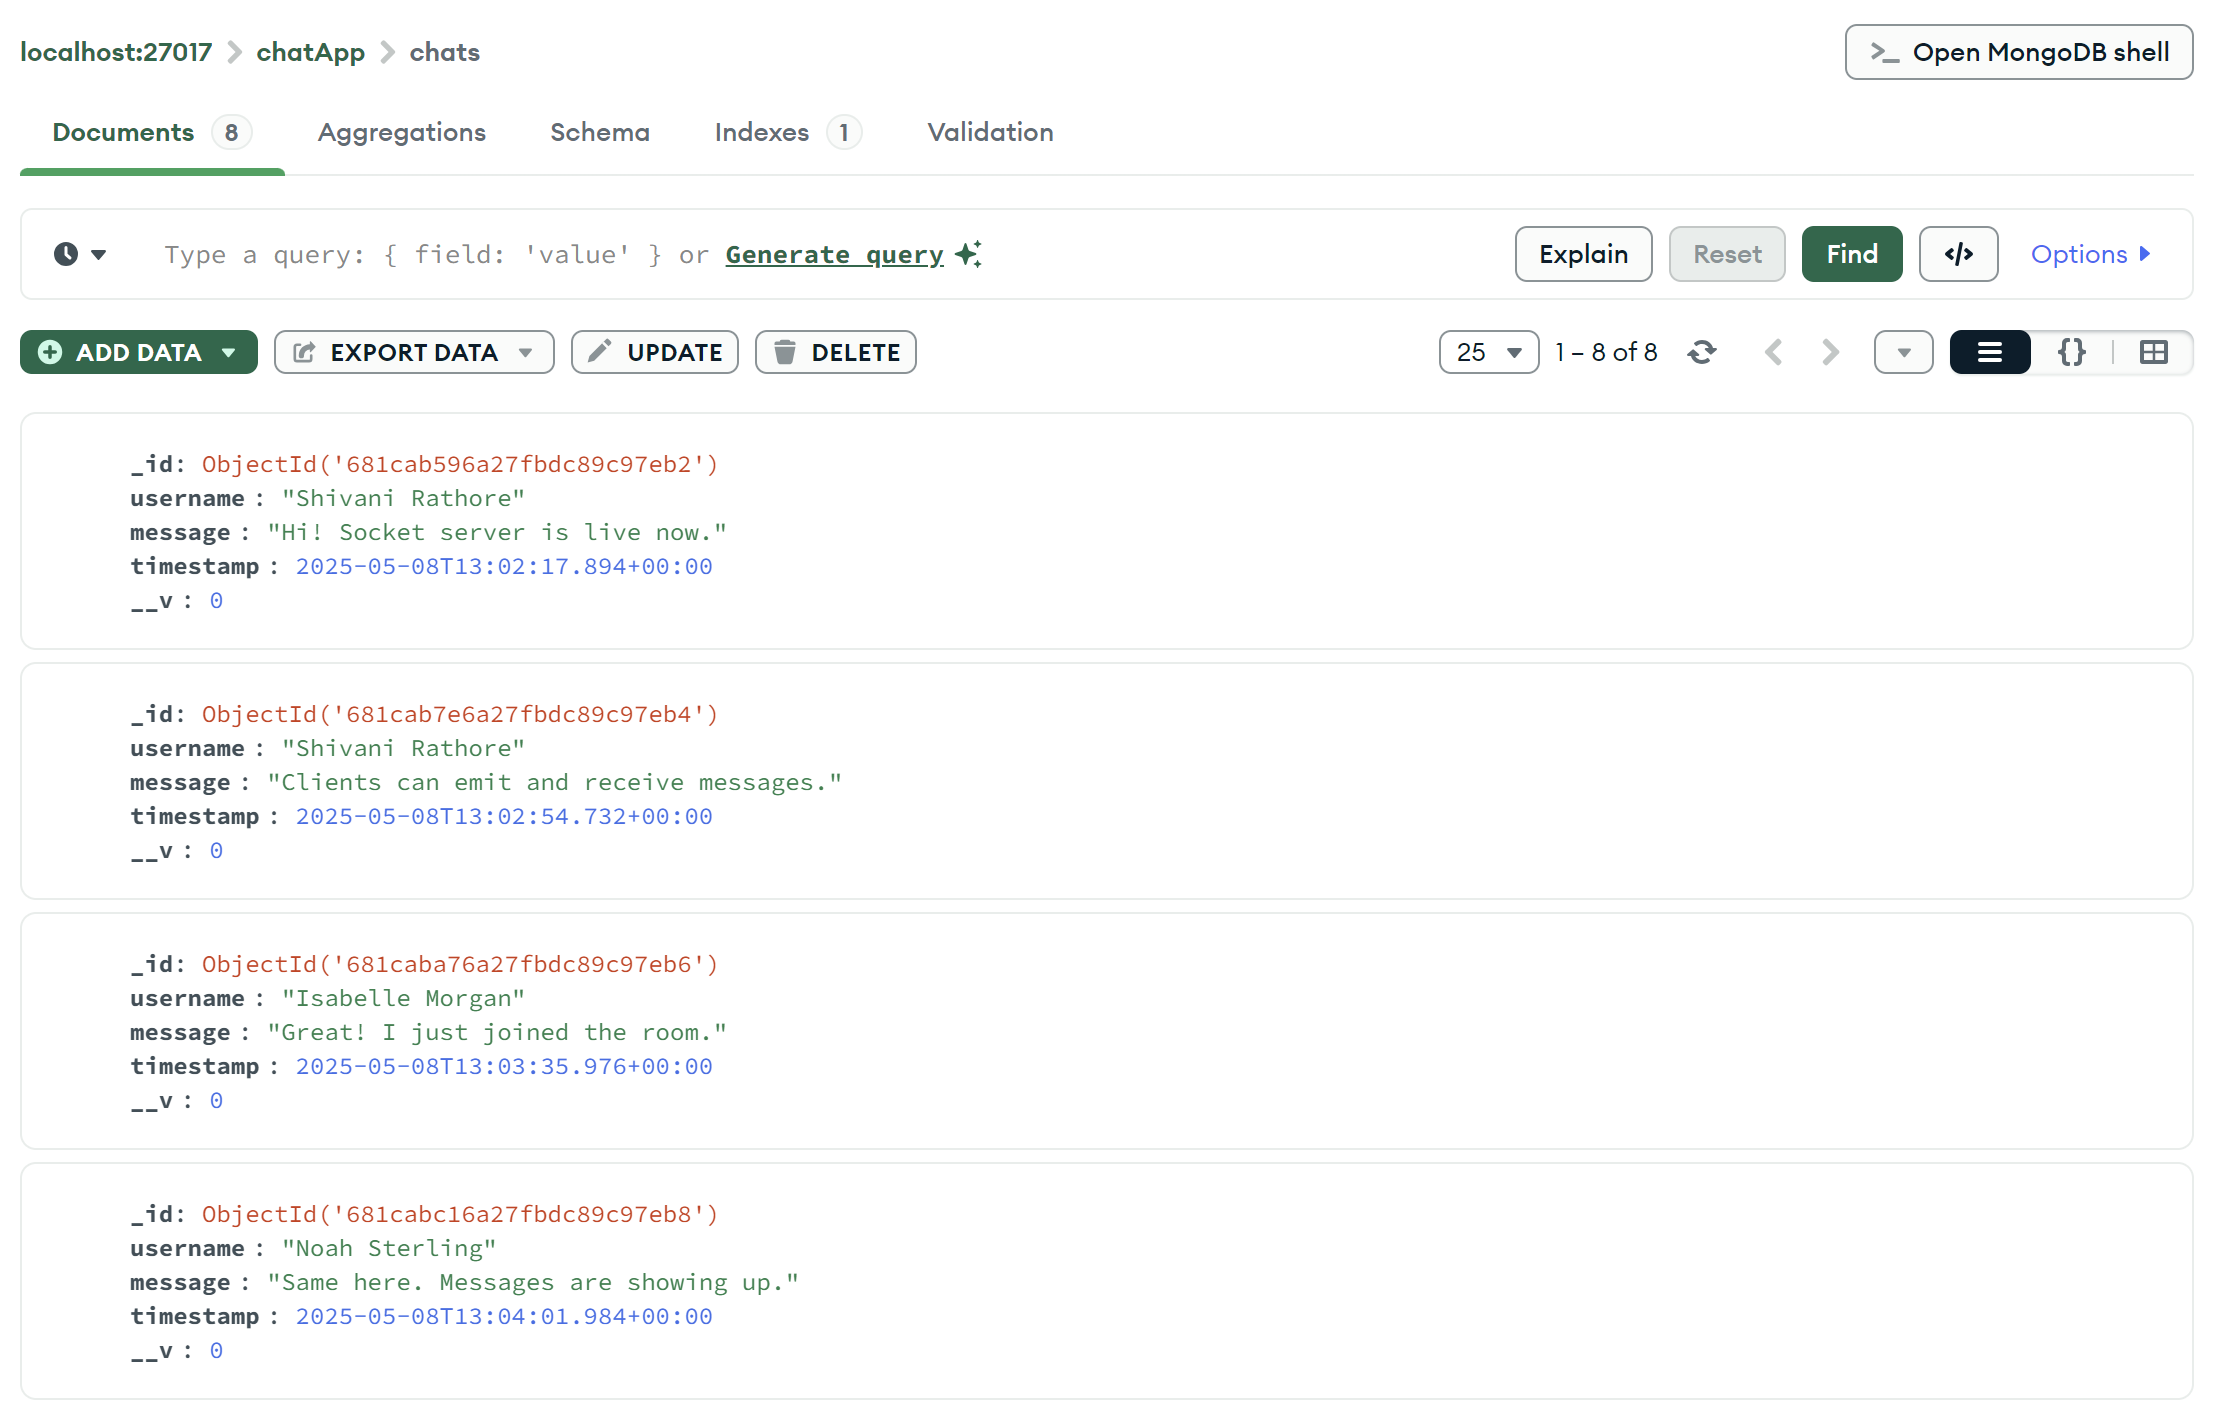 localhost:27017 > chatApp > chats
>_ Open MongoDB shell
Documents 8 Aggregations Schema Indexes 1 Validation
Type a query: { field: 'value' } or Generate query
Explain Reset Find </> Options
ADD DATA EXPORT DATA UPDATE DELETE
25 1 – 8 of 8 {}
_id: ObjectId('681cab596a27fbdc89c97eb2')
username : "Shivani Rathore"
message : "Hi! Socket server is live now."
timestamp : 2025-05-08T13:02:17.894+00:00
__v : 0
_id: ObjectId('681cab7e6a27fbdc89c97eb4')
username : "Shivani Rathore"
message : "Clients can emit and receive messages."
timestamp : 2025-05-08T13:02:54.732+00:00
__v : 0
_id: ObjectId('681caba76a27fbdc89c97eb6')
username : "Isabelle Morgan"
message : "Great! I just joined the room."
timestamp : 2025-05-08T13:03:35.976+00:00
__v : 0
_id: ObjectId('681cabc16a27fbdc89c97eb8')
username : "Noah Sterling"
message : "Same here. Messages are showing up."
timestamp : 2025-05-08T13:04:01.984+00:00
__v : 0